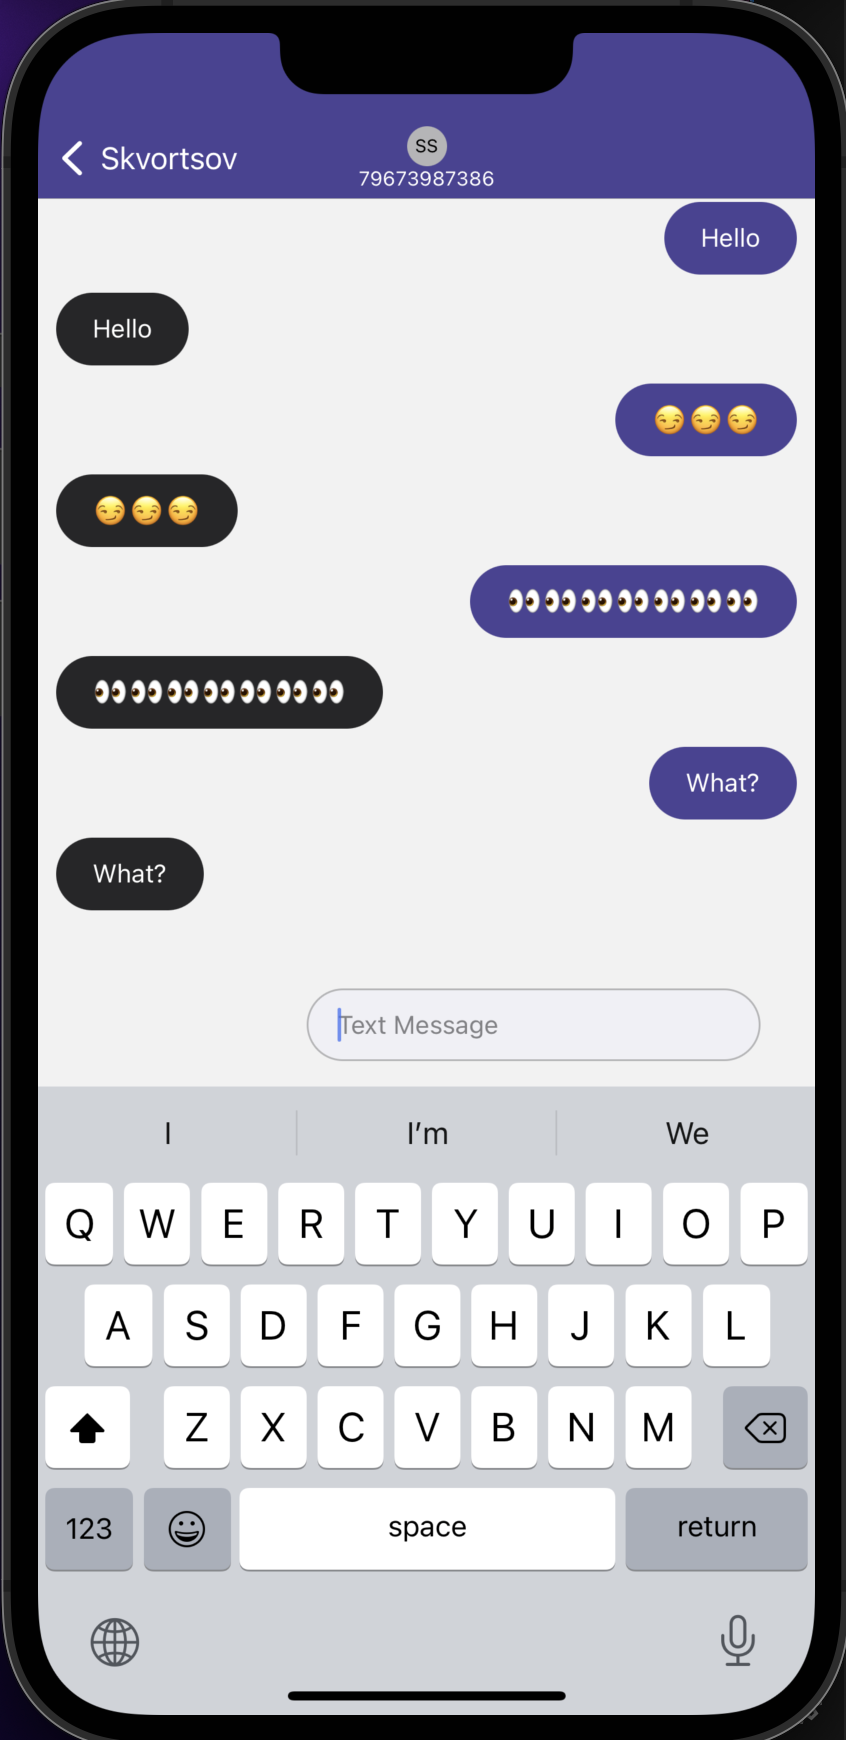 Skvortsov
SS
79673987386
Hello
Hello
😏😏😏
😏😏😏
👀👀👀👀👀👀👀
👀👀👀👀👀👀👀
What?
What?
Text Message
I I'm We
Q W E R T Y U I O P
A S D F G H J K L
Z X C V B N M
123 space return